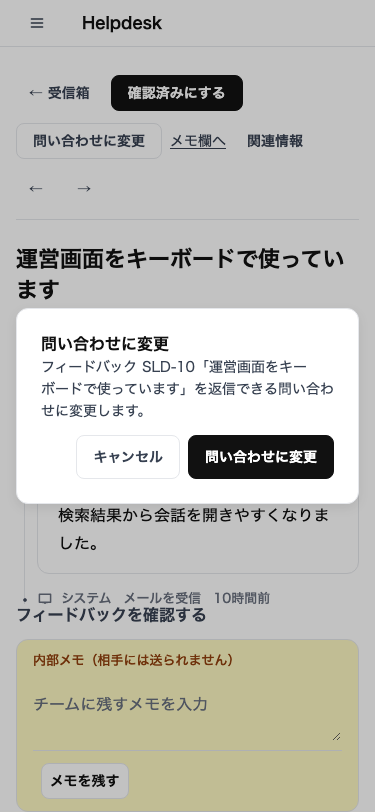 Helpdesk
← 受信箱
確認済みにする
問い合わせに変更
メモ欄へ
関連情報
← →
運営画面をキーボードで使ってい
ます
問い合わせに変更
フィードバック SLD-10「運営画面をキー
ボードで使っています」を返信できる問い合わ
せに変更します。
キャンセル
問い合わせに変更
検索結果から会話を開きやすくなりま
した。
システム メールを受信 10時間前
フィードバックを確認する
内部メモ（相手には送られません）
チームに残すメモを入力
メモを残す